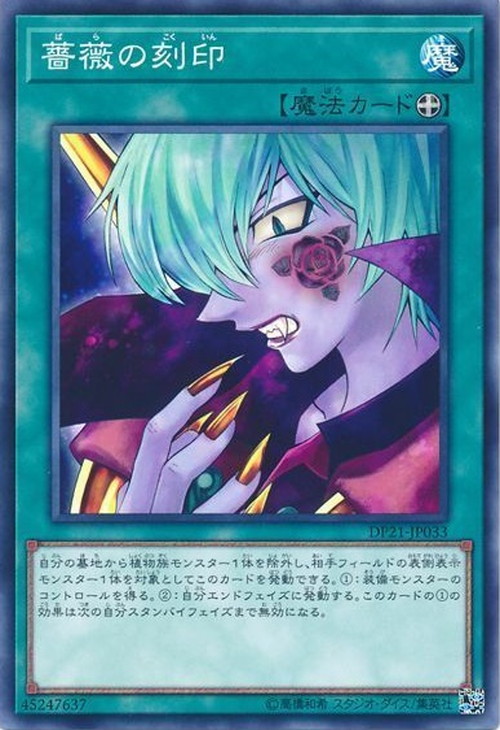 薔薇の刻印
魔
【魔法カード】
DP21-JP033
自分の墓地から植物族モンスター1体を除外し、相手フィールドの表側表示
モンスター1体を対象としてこのカードを発動できる。①：装備モンスターの
コントロールを得る。②：自分エンドフェイズに発動する。このカードの①の
効果は次の自分スタンバイフェイズまで無効になる。
45247637
©高橋和希 スタジオ・ダイス/集英社